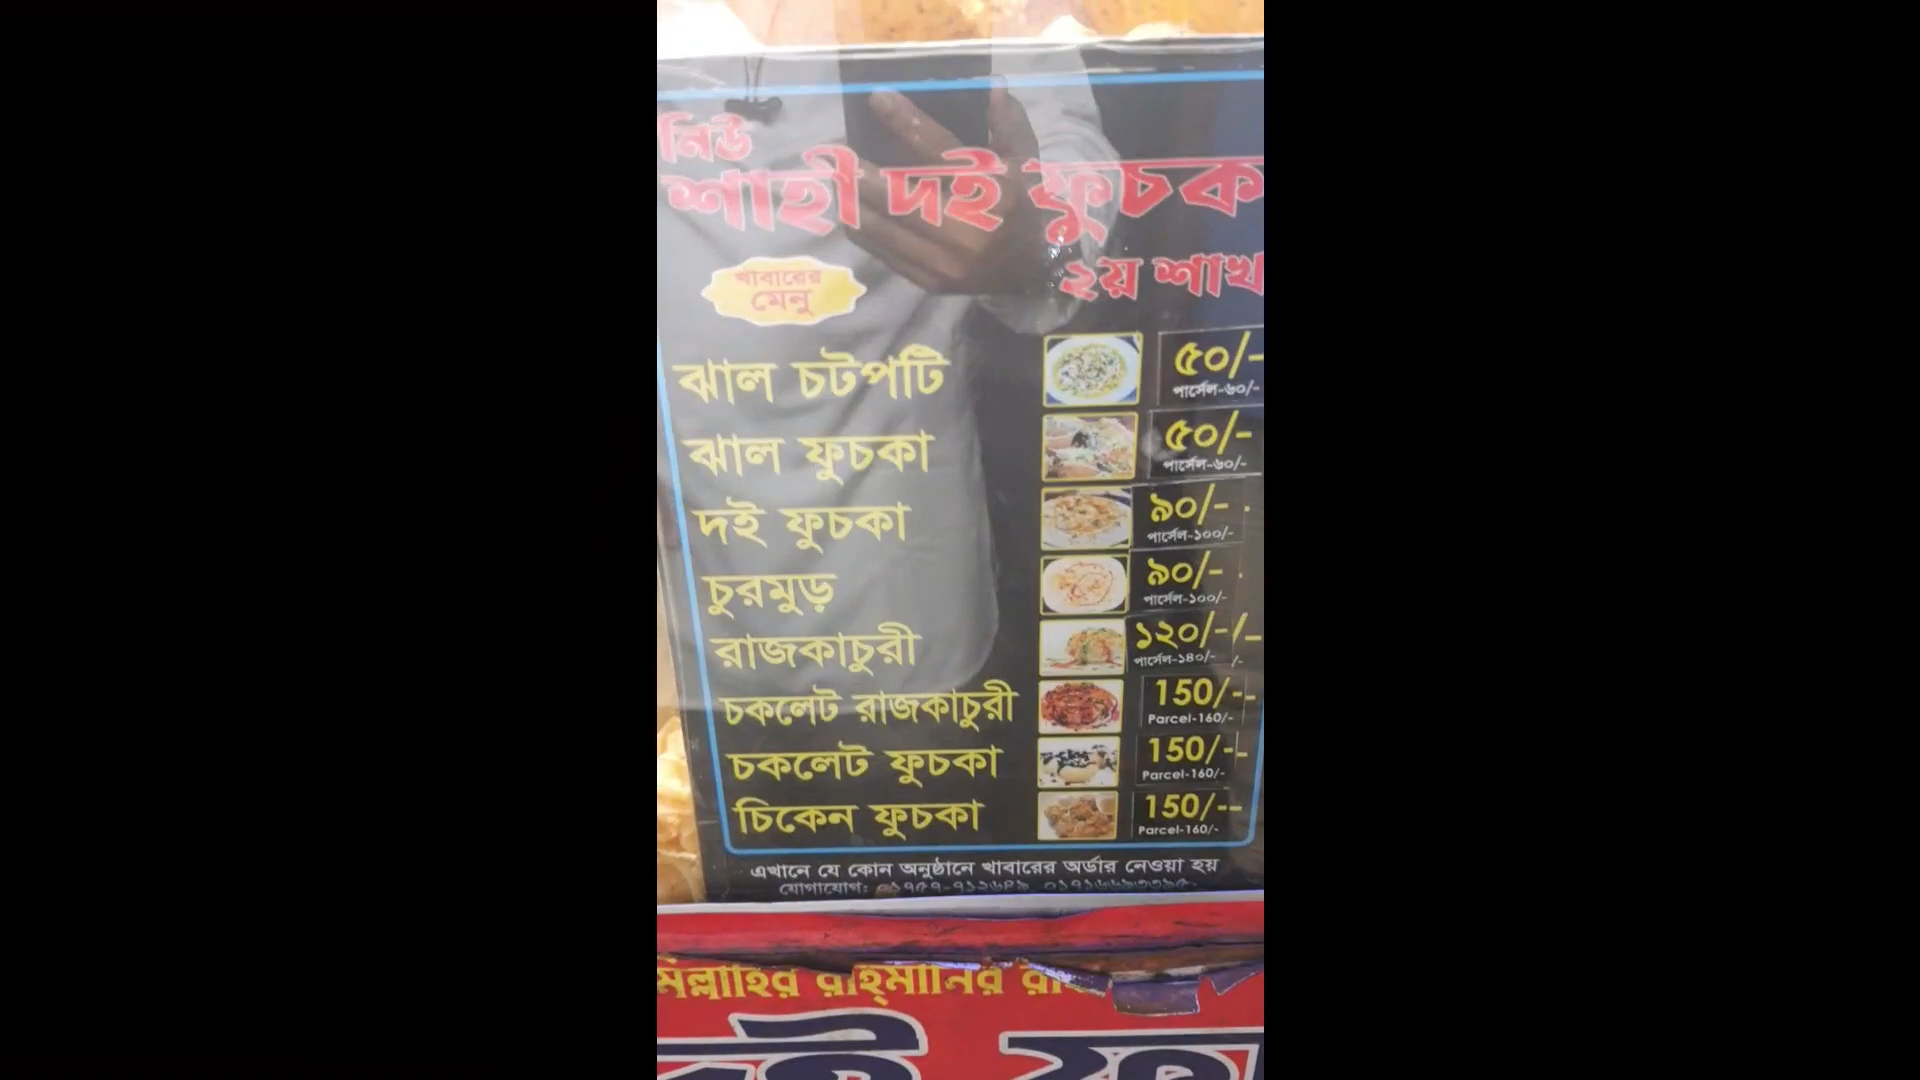 নিউ
শাহী দই ফুচকা
২য় শাখা
খাবারের
মেনু
ঝাল চটপটি ৫০/-
পার্সেল-৬০/-
ঝাল ফুচকা ৫০/-
পার্সেল-৬০/-
দই ফুচকা ৯০/-
পার্সেল-১০০/-
চুরমুড় ৯০/-
পার্সেল-১০০/-
রাজকাচুরী ১২০/-
পার্সেল-১৪০/-
চকলেট রাজকাচুরী 150/-
Parcel-160/-
চকলেট ফুচকা 150/-
Parcel-160/-
চিকেন ফুচকা 150/-
Parcel-160/-
এখানে যে কোন অনুষ্ঠানে খাবারের অর্ডার নেওয়া হয়
যোগাযোগ:
মিল্লাহির রাহ্মানির